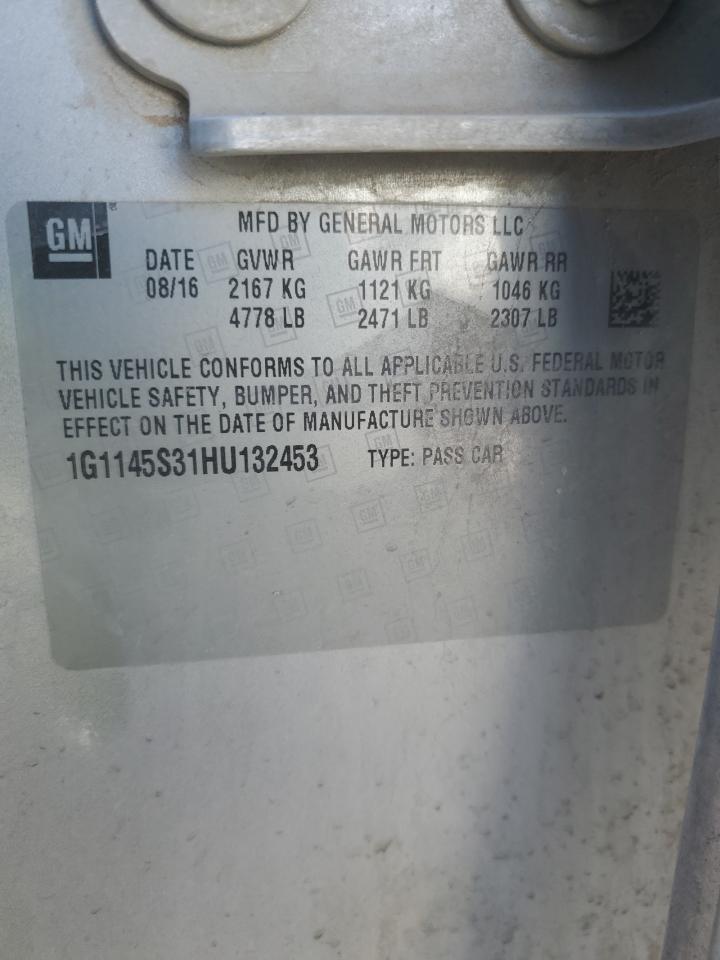 GM
MFD BY GENERAL MOTORS LLC
DATE GVWR GAWR FRT GAWR RR
08/16 2167 KG 1121 KG 1046 KG
4778 LB 2471 LB 2307 LB
THIS VEHICLE CONFORMS TO ALL APPLICABLE U.S. FEDERAL MOTOR
VEHICLE SAFETY, BUMPER, AND THEFT PREVENTION STANDARDS IN
EFFECT ON THE DATE OF MANUFACTURE SHOWN ABOVE.
1G1145S31HU132453 TYPE: PASS CAR